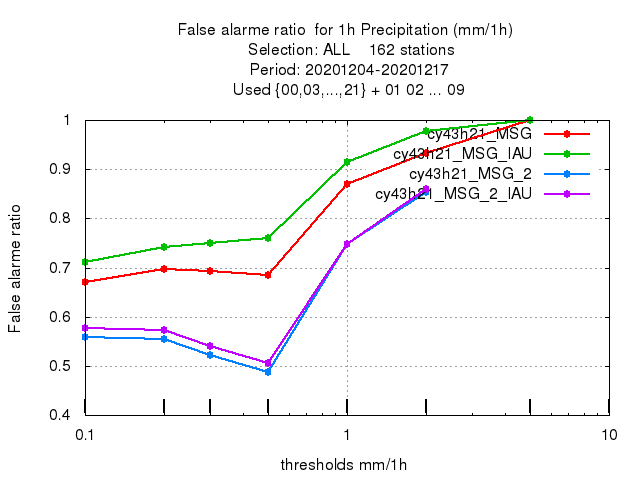 False alarme ratio  for 1h Precipitation (mm/1h)
Selection: ALL    162 stations
Period: 20201204-20201217
Used {00,03,...,21} + 01 02 ... 09
1
0.9
0.8
0.7
0.6
0.5
0.4
False alarme ratio
cy43h21_MSG
cy43h21_MSG_IAU
cy43h21_MSG_2
cy43h21_MSG_2_IAU
0.1 1 10
thresholds mm/1h